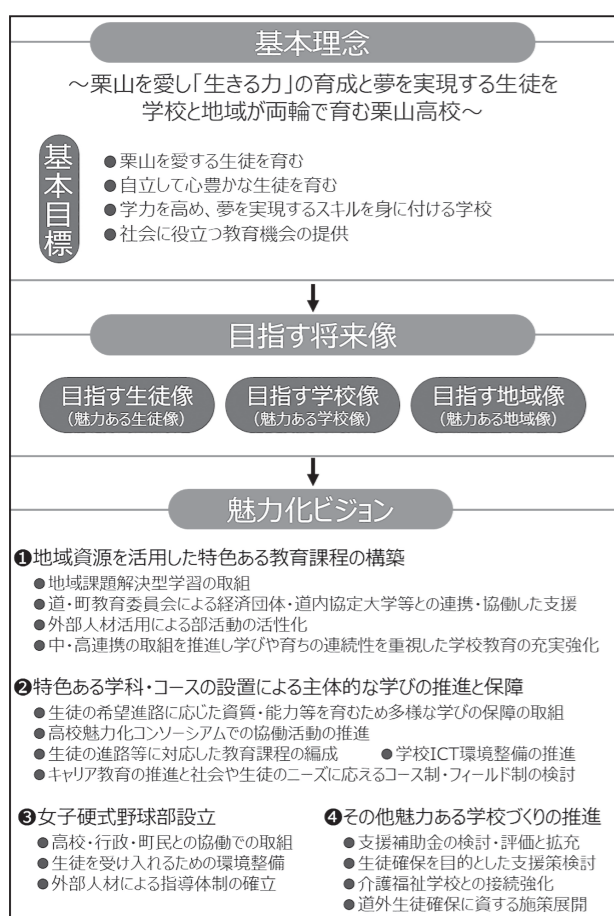 基本理念
～栗山を愛し「生きる力」の育成と夢を実現する生徒を
学校と地域が両輪で育む栗山高校～
基本目標
●栗山を愛する生徒を育む
●自立して心豊かな生徒を育む
●学力を高め、夢を実現するスキルを身に付ける学校
●社会に役立つ教育機会の提供
目指す将来像
目指す生徒像
(魅力ある生徒像)
目指す学校像
(魅力ある学校像)
目指す地域像
(魅力ある地域像)
魅力化ビジョン
❶地域資源を活用した特色ある教育課程の構築
●地域課題解決型学習の取組
●道・町教育委員会による経済団体・道内協定大学等との連携・協働した支援
●外部人材活用による部活動の活性化
●中・高連携の取組を推進し学びや育ちの連続性を重視した学校教育の充実強化
❷特色ある学科・コースの設置による主体的な学びの推進と保障
●生徒の希望進路に応じた資質・能力等を育むため多様な学びの保障の取組
●高校魅力化コンソーシアムでの協働活動の推進
●生徒の進路等に対応した教育課程の編成 ●学校ICT環境整備の推進
●キャリア教育の推進と社会や生徒のニーズに応えるコース制・フィールド制の検討
❸女子硬式野球部設立
●高校・行政・町民との協働での取組
●生徒を受け入れるための環境整備
●外部人材による指導体制の確立
❹その他魅力ある学校づくりの推進
●支援補助金の検討・評価と拡充
●生徒確保を目的とした支援策検討
●介護福祉学校との接続強化
●道外生徒確保に資する施策展開